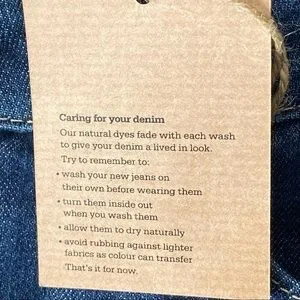 Caring for your denim
Our natural dyes fade with each wash
to give your denim a lived in look.
Try to remember to:
• wash your new jeans on
their own before wearing them
• turn them inside out
when you wash them
• allow them to dry naturally
• avoid rubbing against lighter
fabrics as colour can transfer
That's it for now.